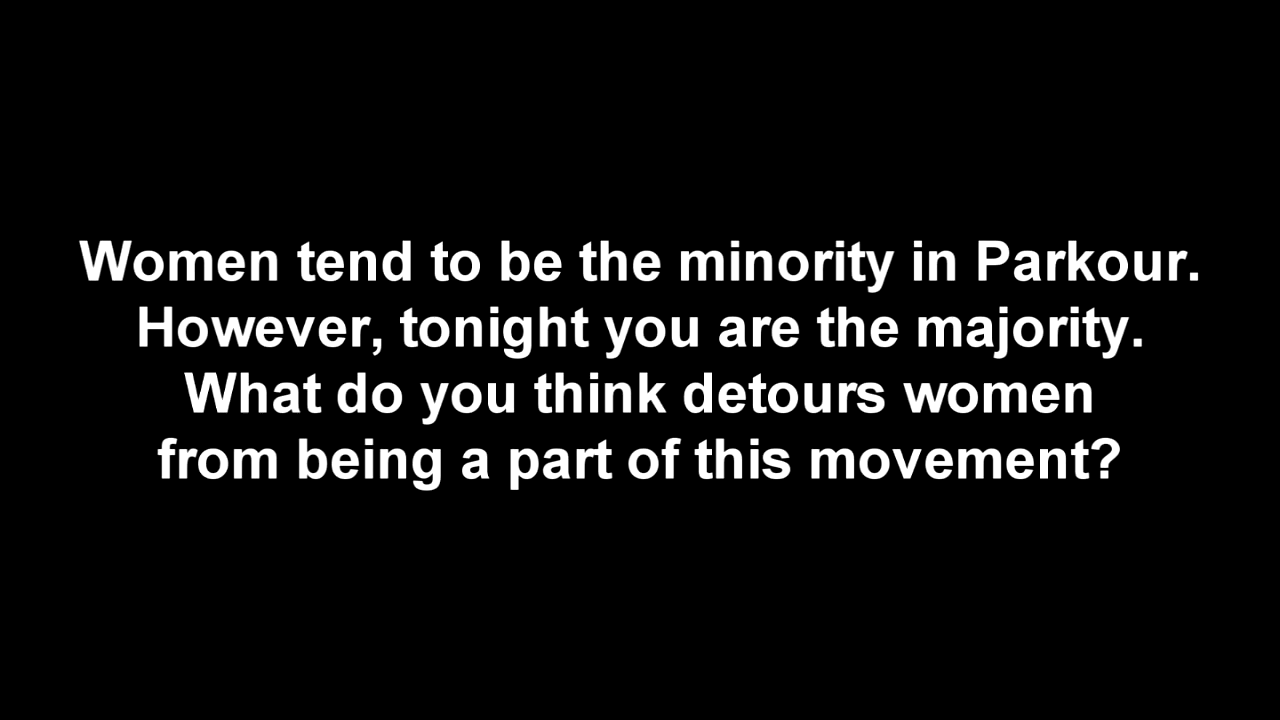 Women tend to be the minority in Parkour.
However, tonight you are the majority.
What do you think detours women
from being a part of this movement?